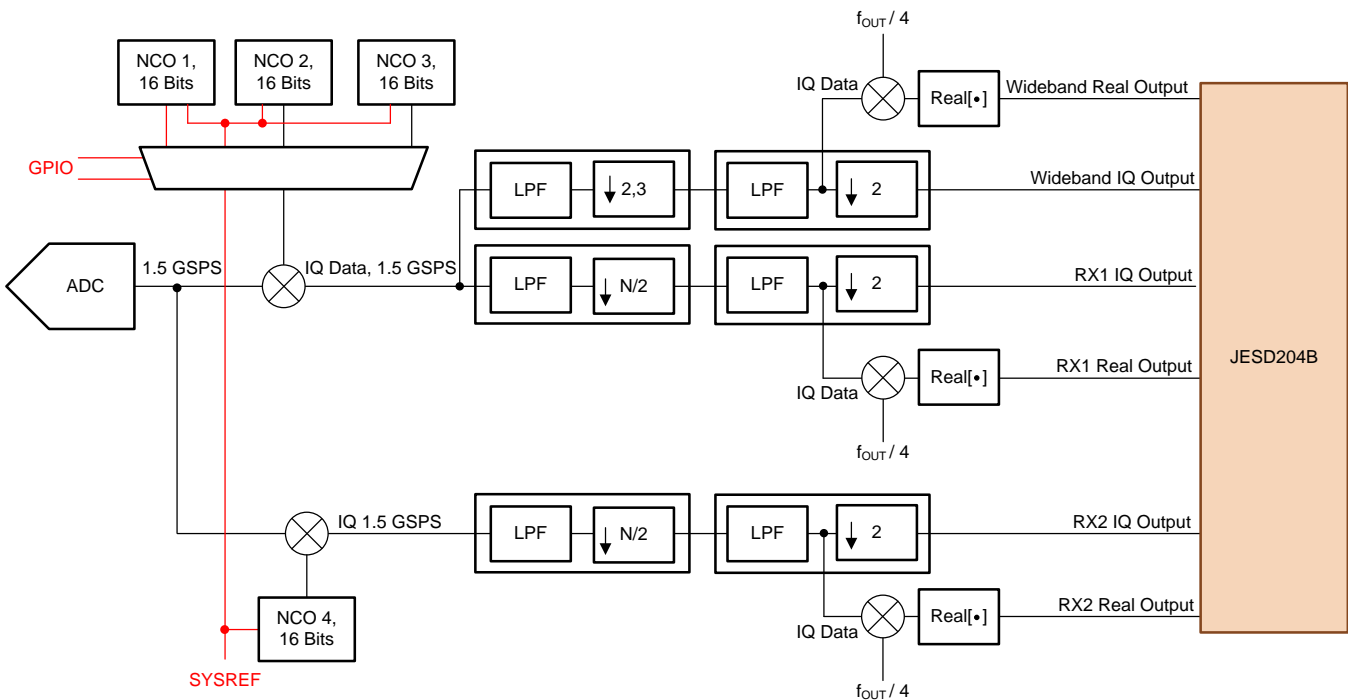 fOUT / 4
NCO 1,
16 Bits
NCO 2,
16 Bits
NCO 3,
16 Bits
IQ Data
Real[•]
Wideband Real Output
GPIO
LPF
2,3
LPF
2
Wideband IQ Output
ADC
1.5 GSPS
IQ Data, 1.5 GSPS
LPF
N/2
LPF
2
RX1 IQ Output
JESD204B
IQ Data
Real[•]
RX1 Real Output
fOUT / 4
IQ 1.5 GSPS
LPF
N/2
LPF
2
RX2 IQ Output
NCO 4,
16 Bits
IQ Data
Real[•]
RX2 Real Output
SYSREF
fOUT / 4